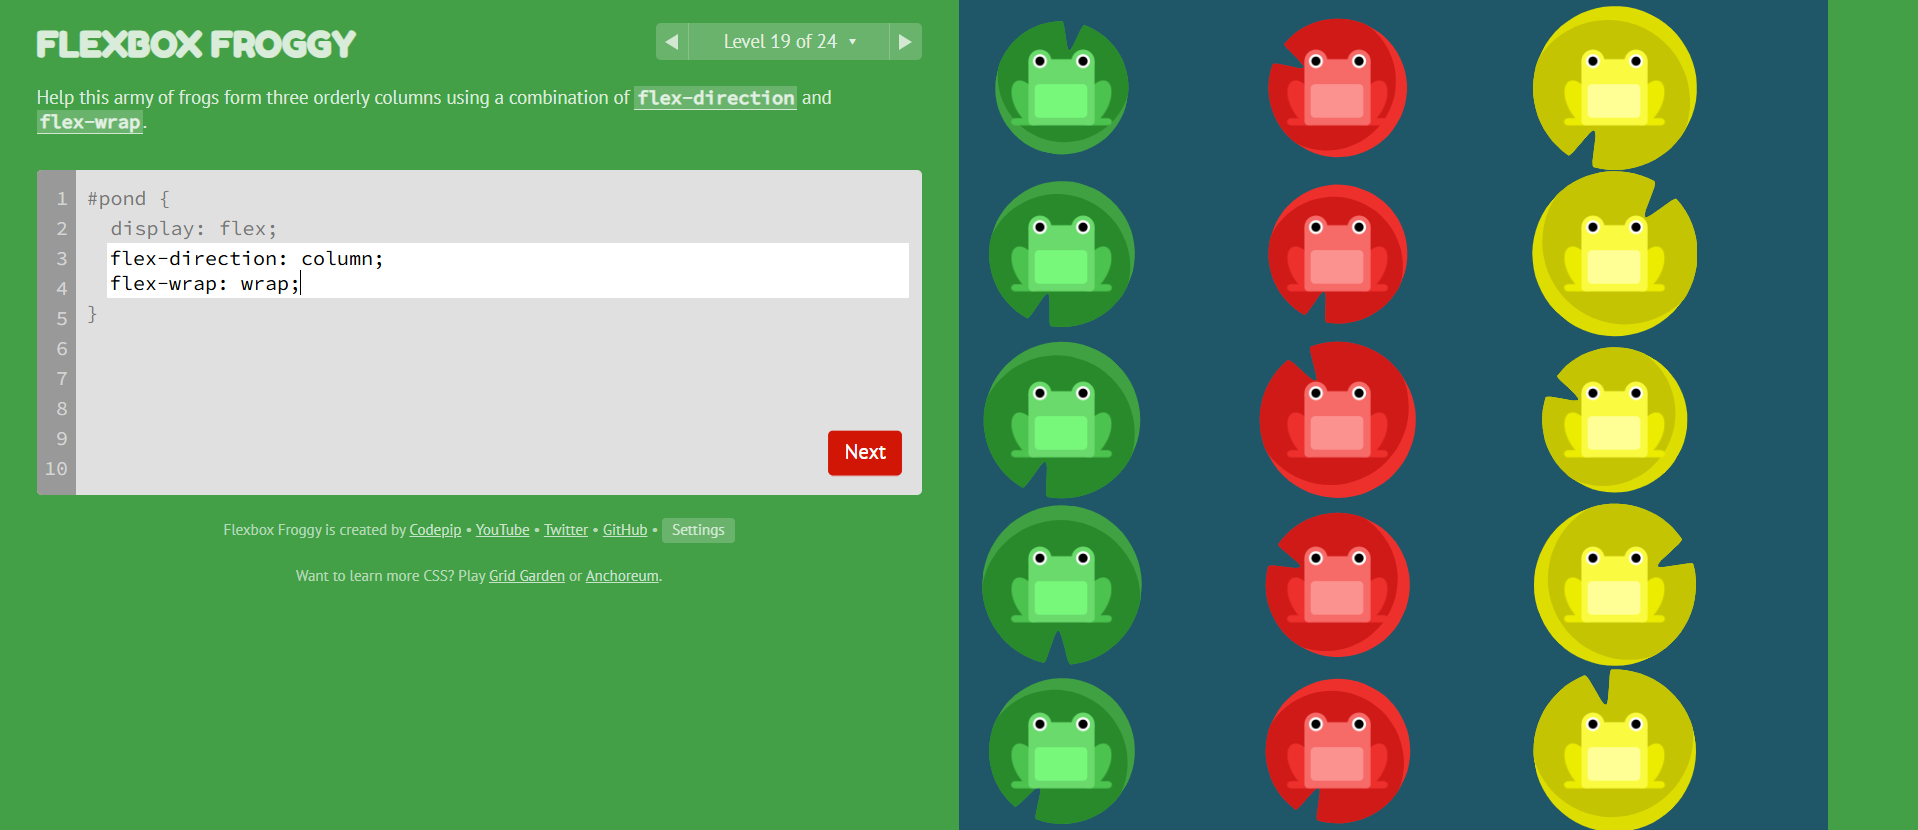 FLEXBOX FROGGY
◀ Level 19 of 24 ▾ ▶
Help this army of frogs form three orderly columns using a combination of flex-direction and
flex-wrap.
1 #pond {
2 display: flex;
3 flex-direction: column;
4 flex-wrap: wrap;
5 }
6
7
8
9
10
Next
Flexbox Froggy is created by Codepip • YouTube • Twitter • GitHub • Settings
Want to learn more CSS? Play Grid Garden or Anchoreum.